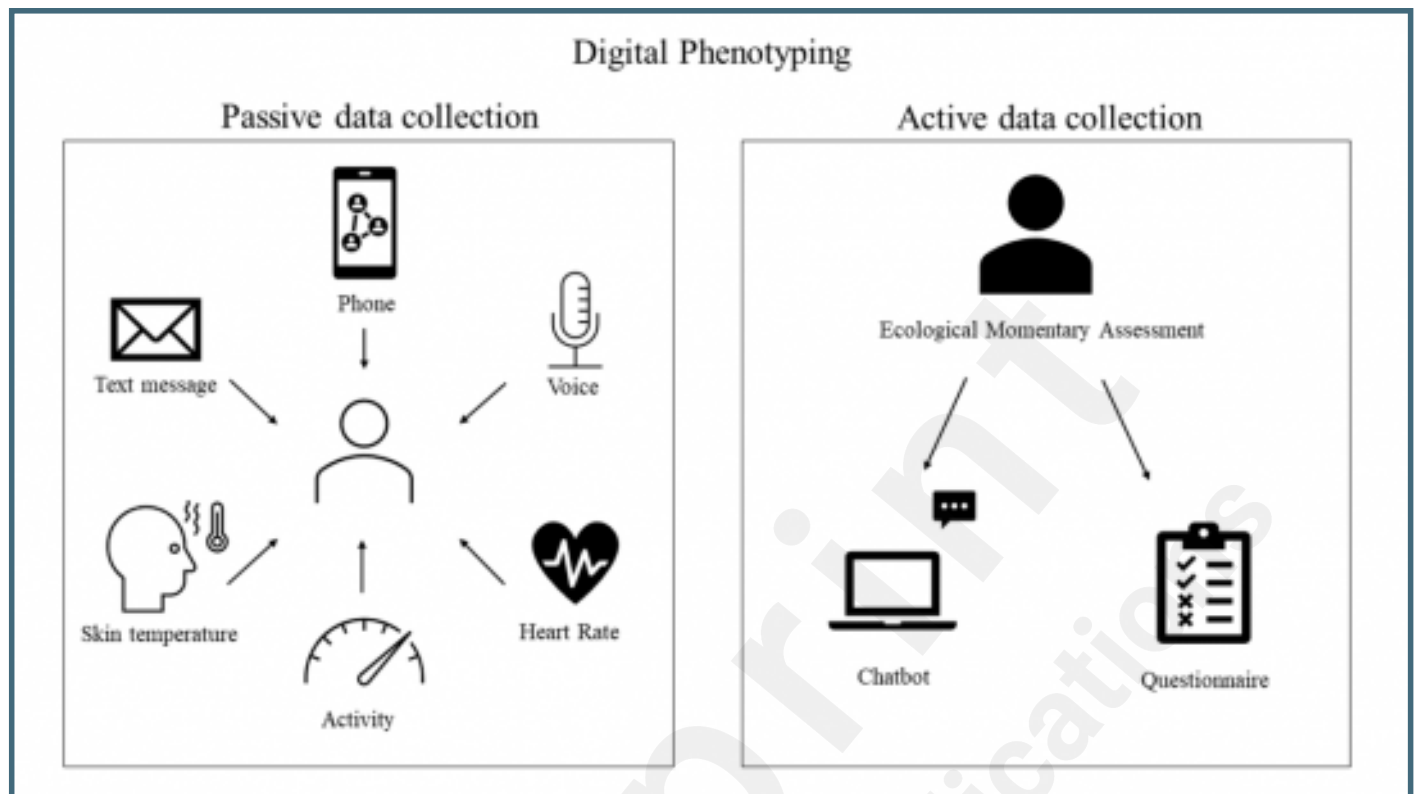 Digital Phenotyping
Passive data collection
Active data collection
Phone
Text message
Voice
Skin temperature
Heart Rate
Activity
Ecological Momentary Assessment
Chatbot
Questionnaire
print